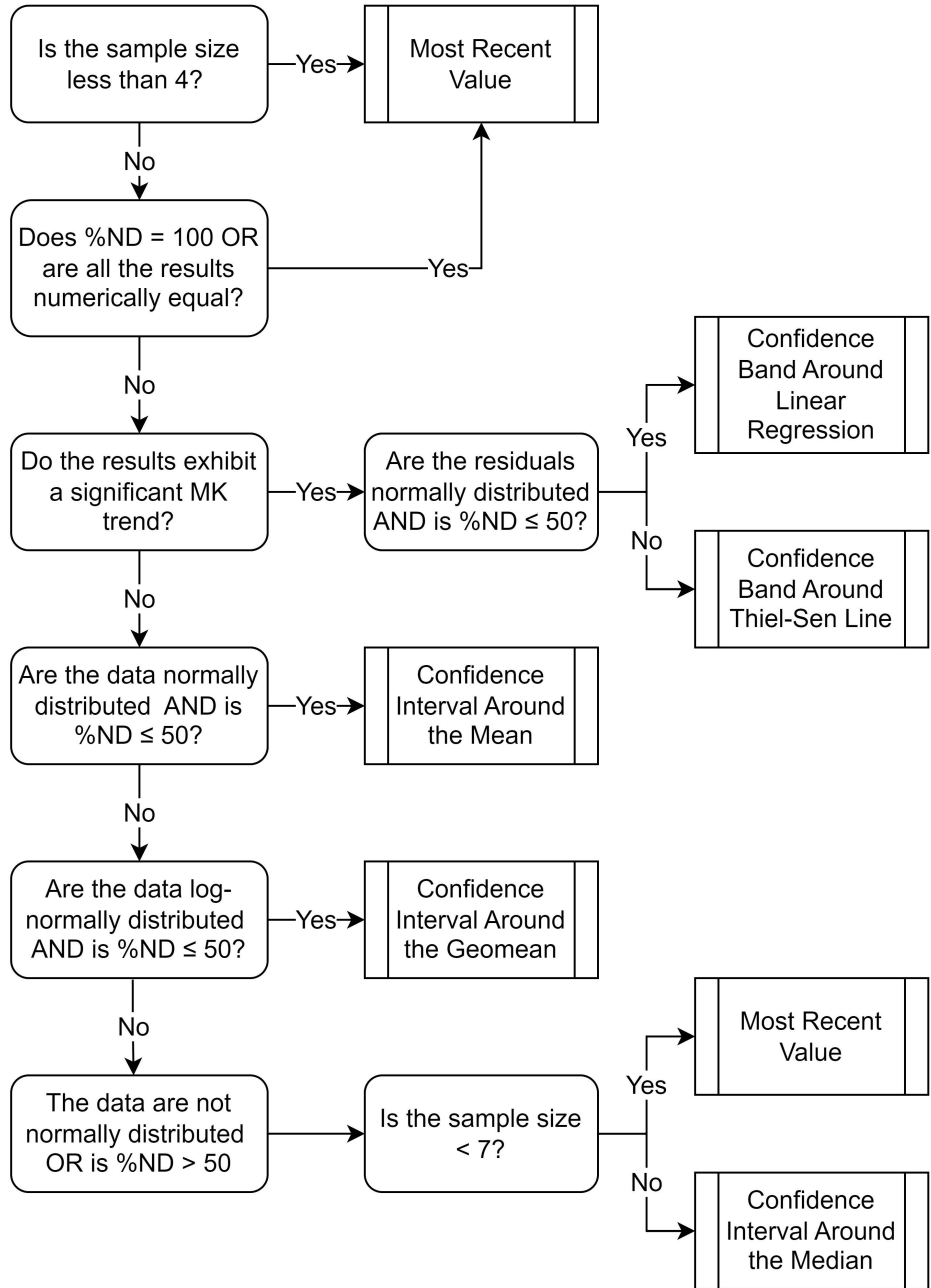 Is the sample size
less than 4?
Yes
Most Recent
Value
No
Does %ND = 100 OR
are all the results
numerically equal?
Yes
No
Do the results exhibit
a significant MK
trend?
Yes
Are the residuals
normally distributed
AND is %ND ≤ 50?
Yes
Confidence
Band Around
Linear
Regression
No
Confidence
Band Around
Thiel-Sen Line
No
Are the data normally
distributed  AND is
%ND ≤ 50?
Yes
Confidence
Interval Around
the Mean
No
Are the data log-
normally distributed
AND is %ND ≤ 50?
Yes
Confidence
Interval Around
the Geomean
No
The data are not
normally distributed
OR is %ND > 50
Is the sample size
< 7?
Yes
Most Recent
Value
No
Confidence
Interval Around
the Median